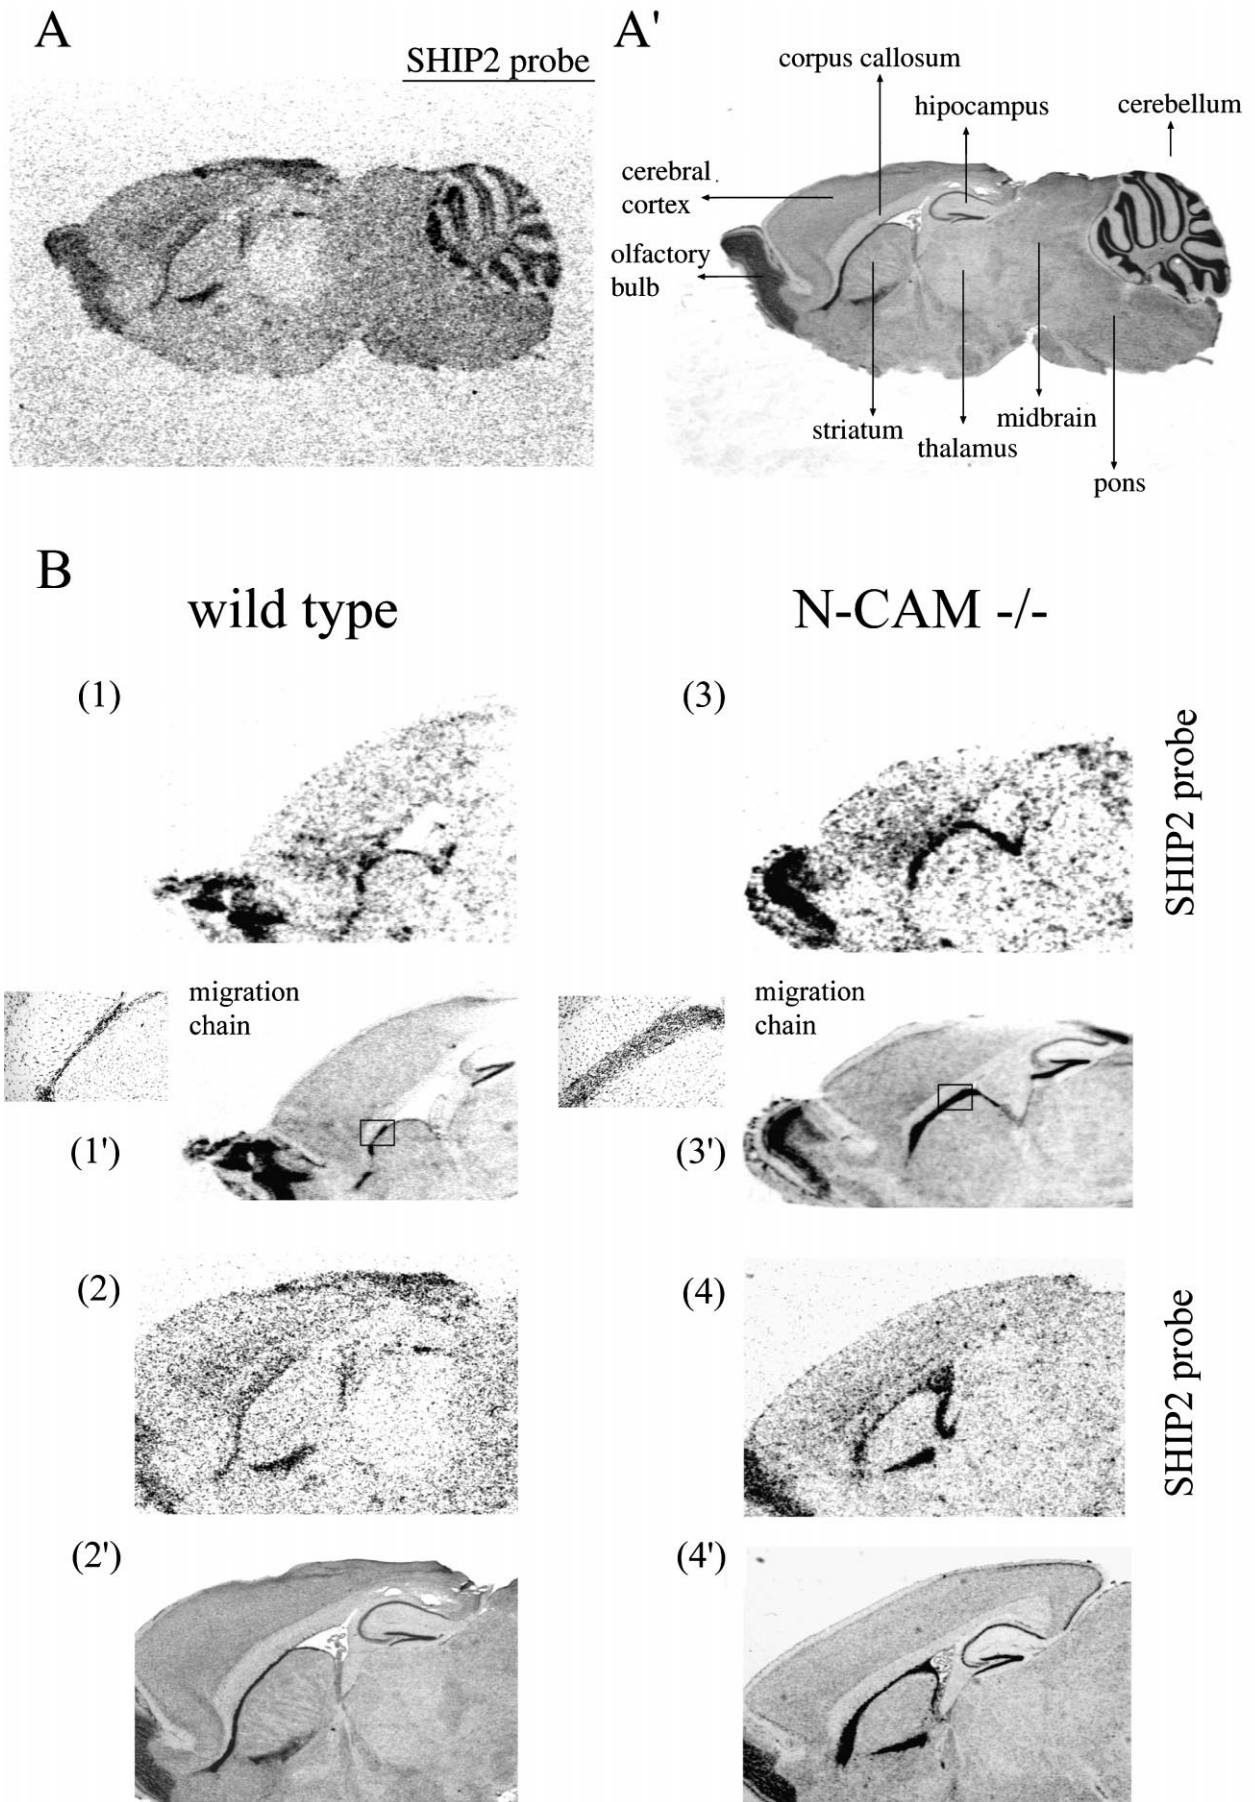 A
SHIP2 probe
A'
corpus callosum
hipocampus
cerebellum
cerebral
cortex
olfactory
bulb
striatum
thalamus
midbrain
pons
B
wild type
N-CAM -/-
(1)
(3)
SHIP2 probe
migration
chain
migration
chain
(1')
(3')
(2)
(4)
SHIP2 probe
(2')
(4')